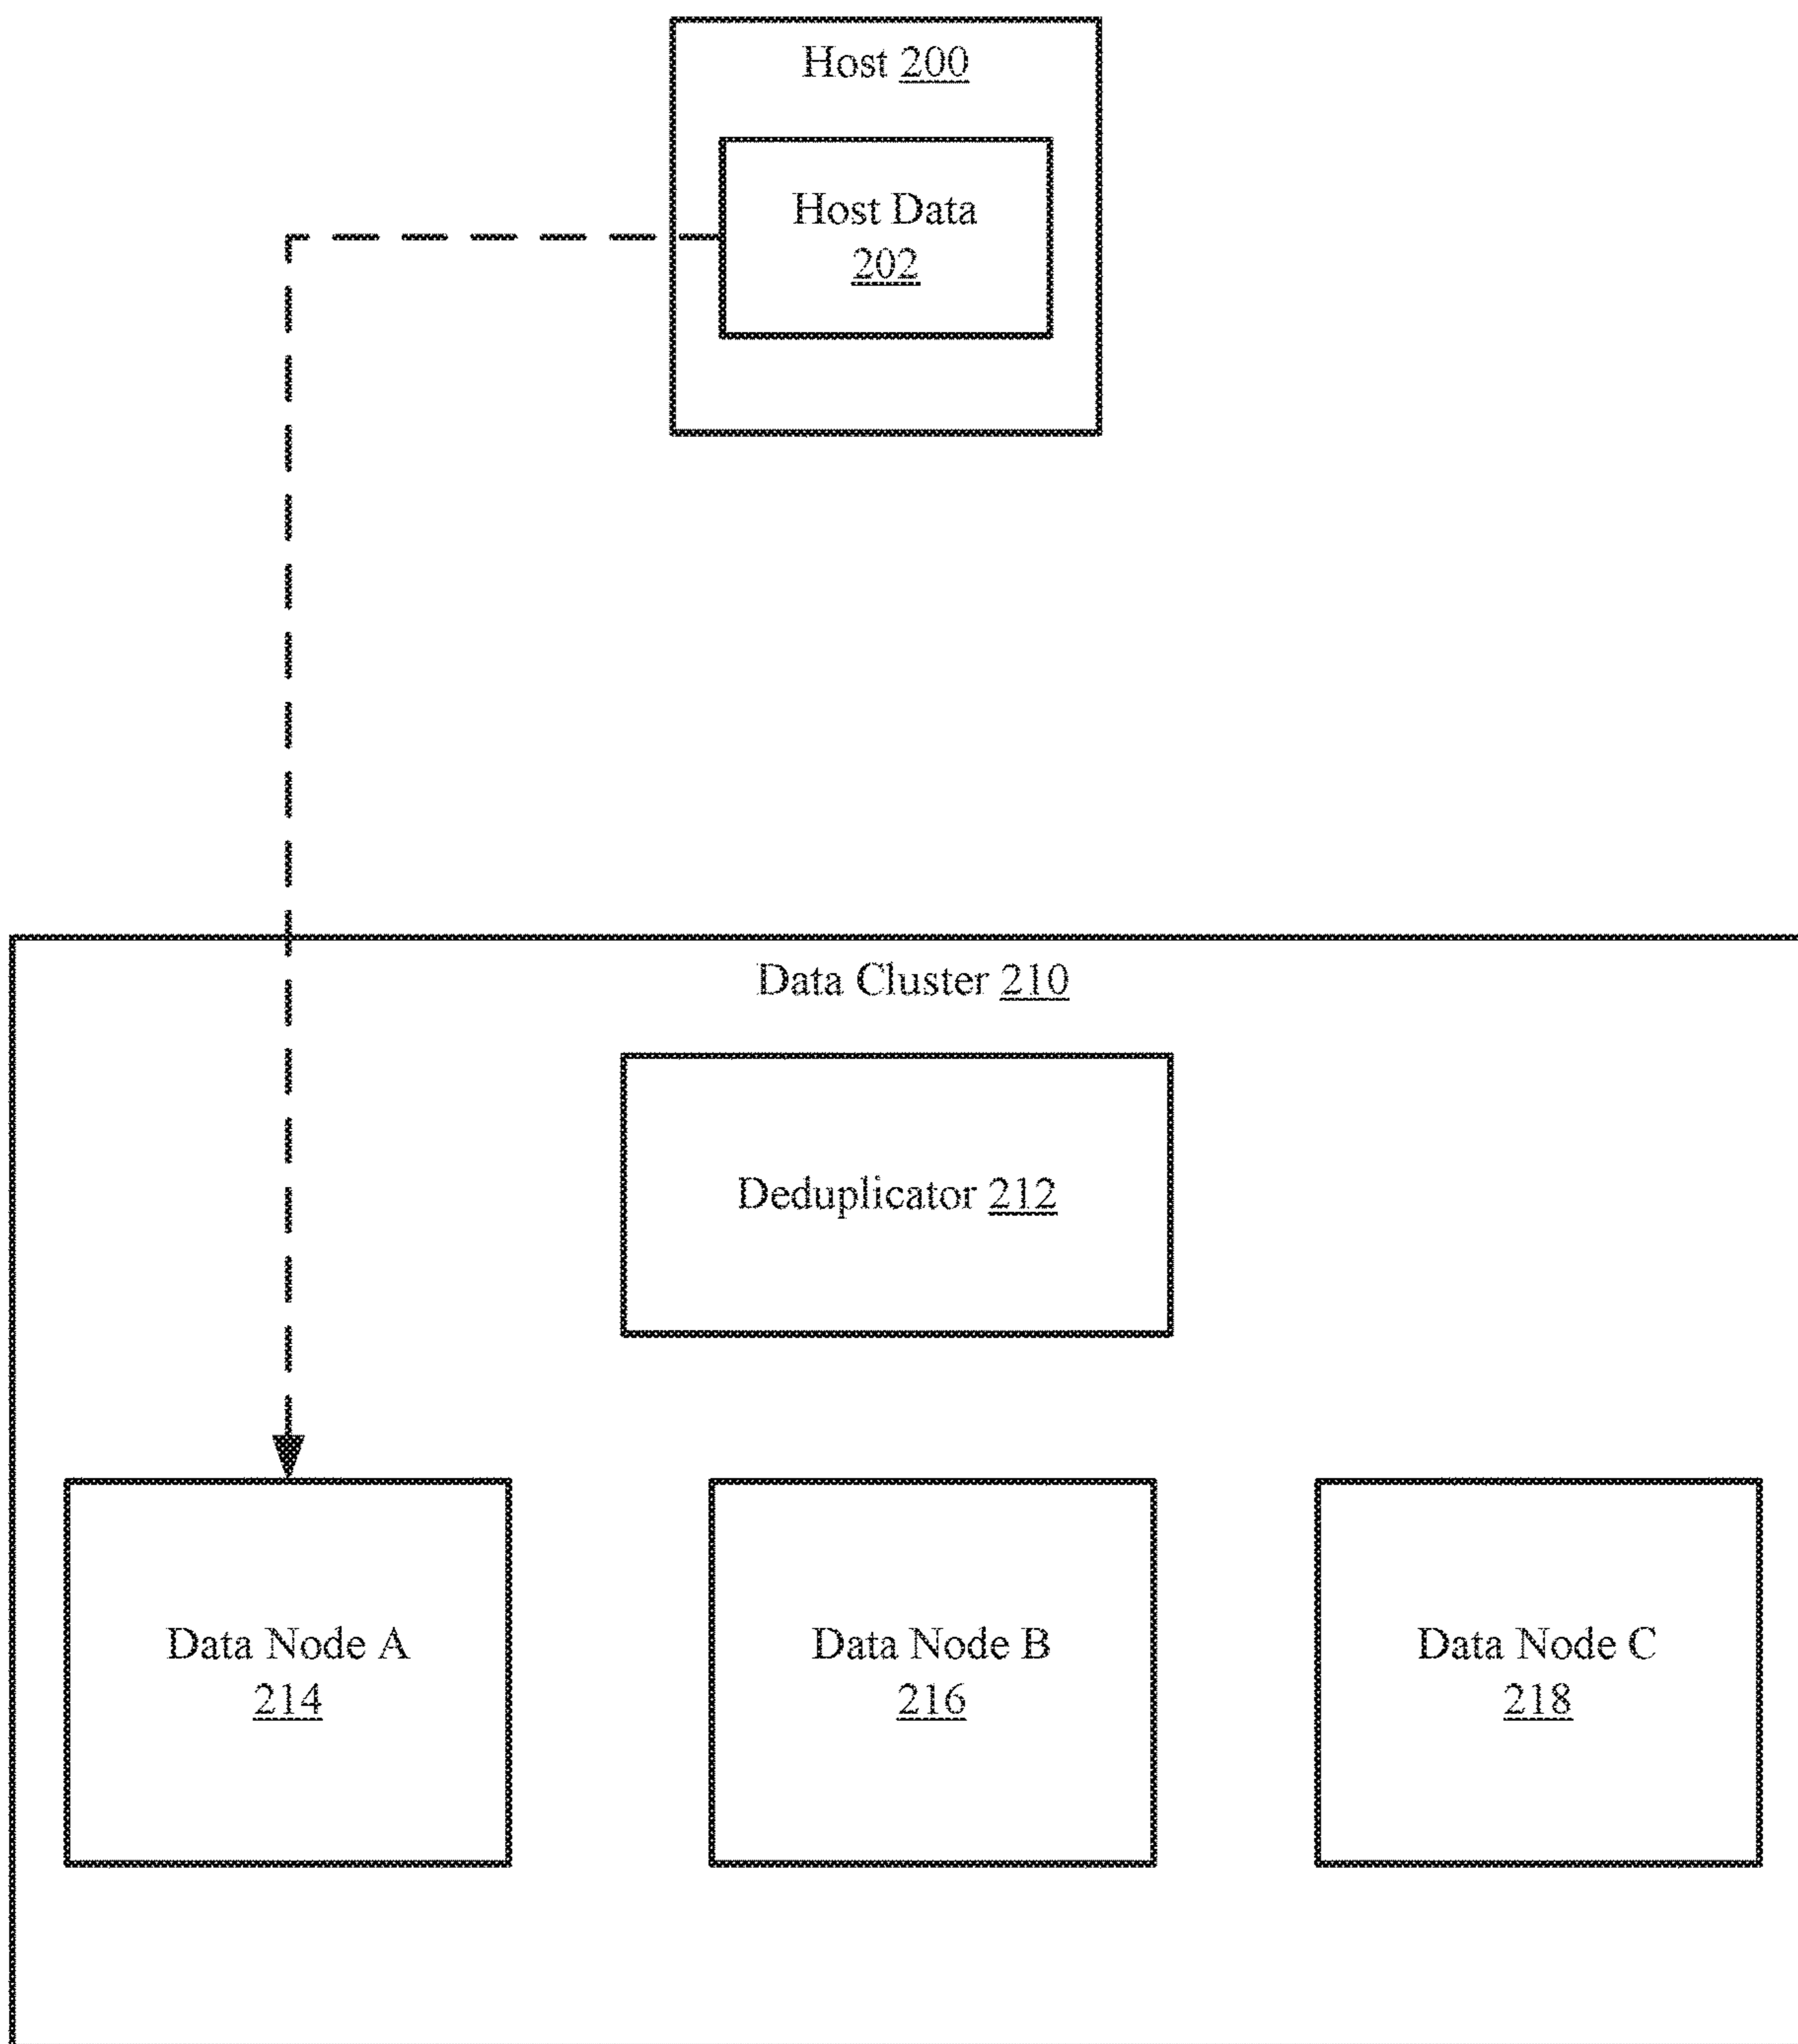 Host 200
Host Data
202
Data Cluster 210
Deduplicator 212
Data Node A
214
Data Node B
216
Data Node C
218